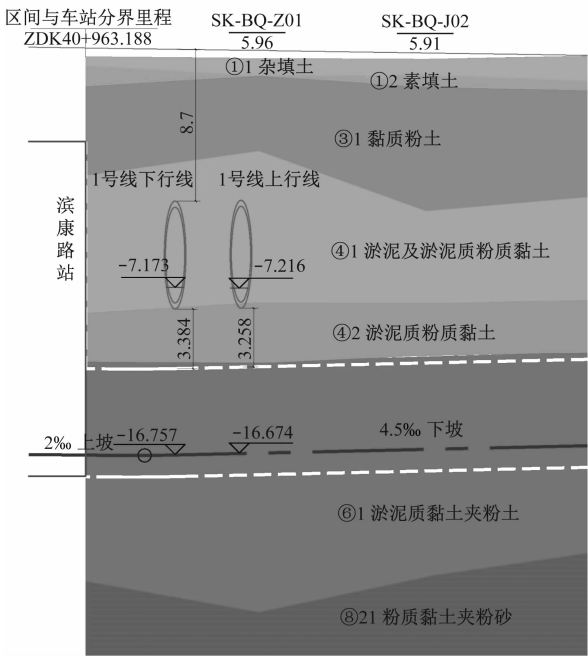 区间与车站分界里程
ZDK40+963.188
SK-BQ-Z01
5.96
SK-BQ-J02
5.91
①1 杂填土
①2 素填土
8.7
③1 黏质粉土
1号线下行线
1号线上行线
滨康路站
-7.173
-7.216
④1 淤泥及淤泥质粉质黏土
3.384
3.258
④2 淤泥质粉质黏土
2‰ 上坡
-16.757
-16.674
4.5‰ 下坡
⑥1 淤泥质黏土夹粉土
⑧21 粉质黏土夹粉砂